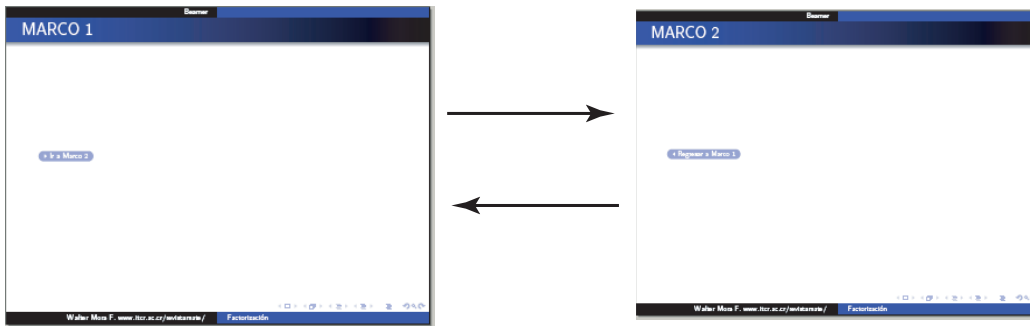 Beamer
MARCO 1
Ir a Marco 2
Walter Mora F. www.itcr.ac.cr/revistamate/ Factorización
Beamer
MARCO 2
Regresar a Marco 1
Walter Mora F. www.itcr.ac.cr/revistamate/ Factorización